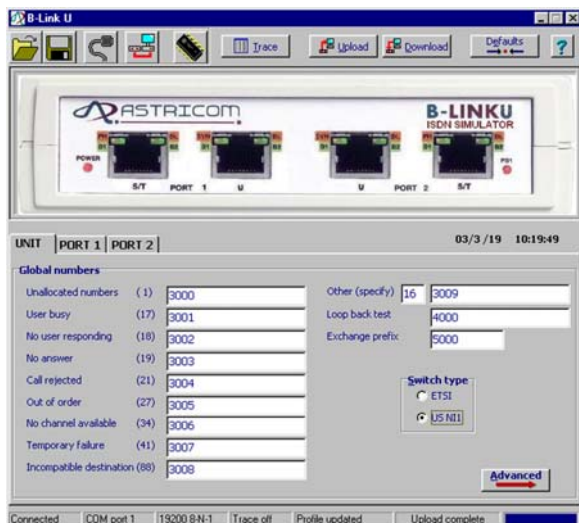 B-Link U
Trace
Upload
Download
Defaults
?
ASTRICOM
B-LINKU
ISDN SIMULATOR
POWER
S/T PORT 1 U
U PORT 2 S/T
UNIT PORT 1 PORT 2
03/3 /19 10:19:49
Global numbers
Unallocated numbers (1) 3000
User busy (17) 3001
No user responding (18) 3002
No answer (19) 3003
Call rejected (21) 3004
Out of order (27) 3005
No channel available (34) 3006
Temporary failure (41) 3007
Incompatible destination (88) 3008
Other (specify) 16 3009
Loop back test 4000
Exchange prefix 5000
Switch type
ETSI
US NI1
Advanced
Connected COM port 1 19200 8-N-1 Trace off Profile updated Upload complete